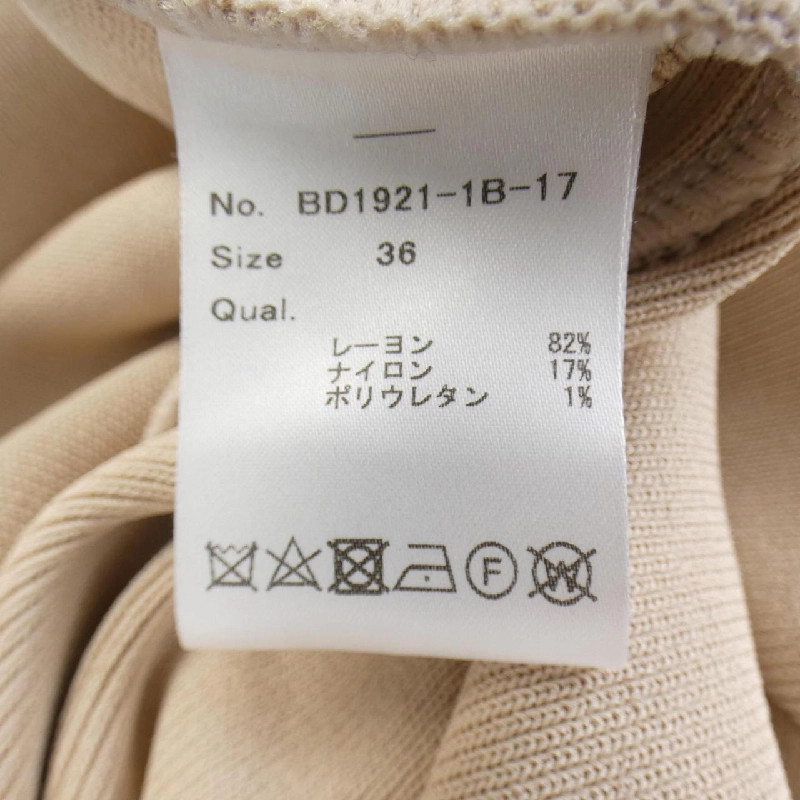 No. BD1921-1B-17
Size 36
Qual.
レーヨン 82%
ナイロン 17%
ポリウレタン 1%
F W